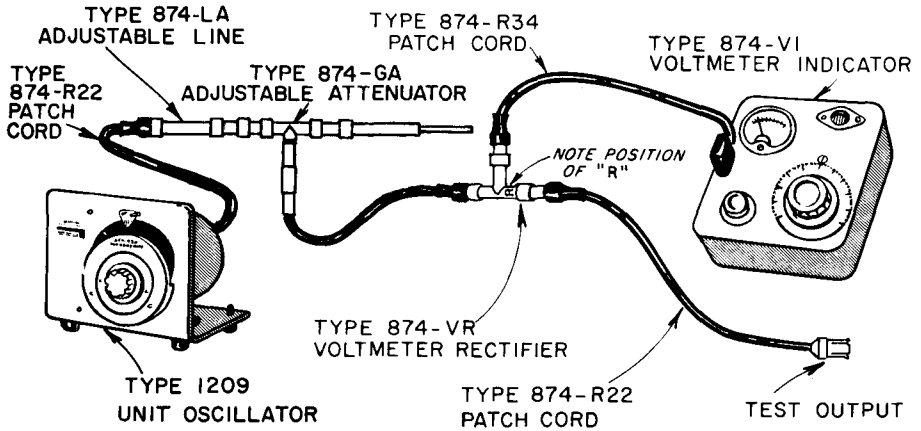 TYPE 874-LA
ADJUSTABLE LINE
TYPE
874-R22
PATCH
CORD
TYPE 874-GA
ADJUSTABLE ATTENUATOR
TYPE 874-R34
PATCH CORD
TYPE 874-VI
VOLTMETER INDICATOR
NOTE POSITION
OF "R"
R
TYPE 874-VR
VOLTMETER RECTIFIER
TYPE 1209
UNIT OSCILLATOR
TYPE 874-R22
PATCH CORD
TEST OUTPUT